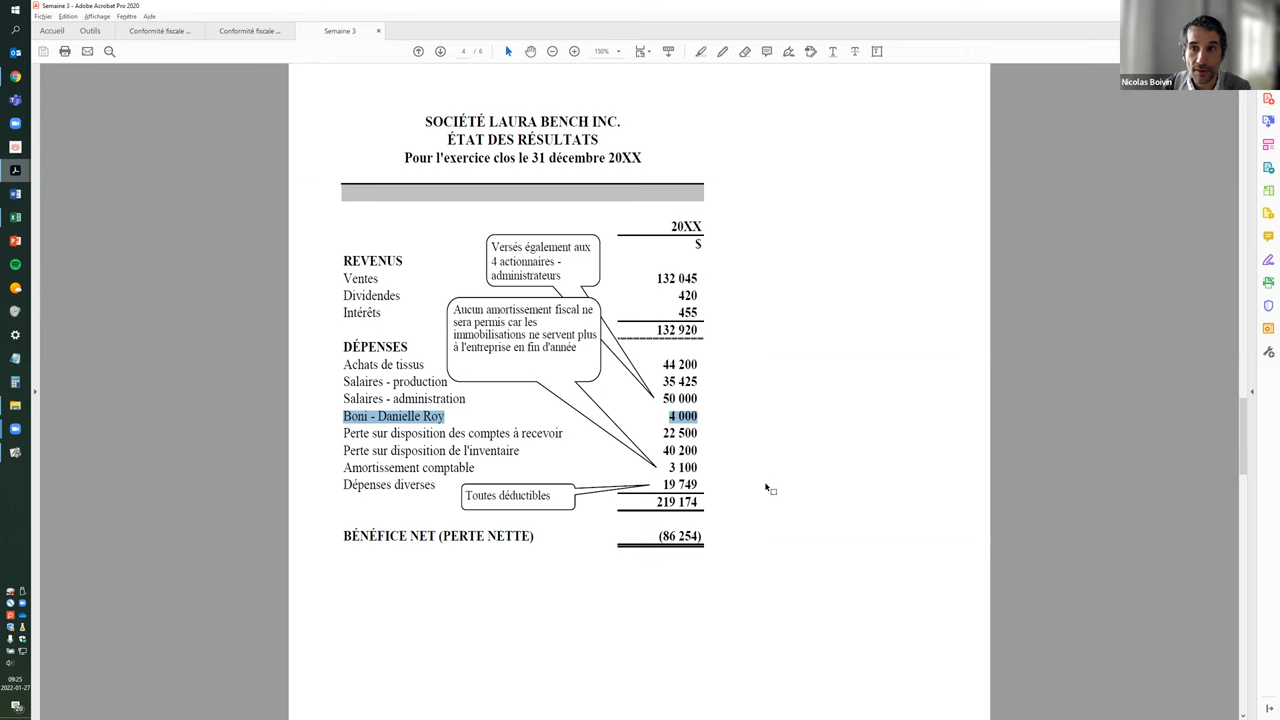 Semaine 3 - Adobe Acrobat Pro 2020
Fichier Edition Affichage Fenêtre Aide
Accueil Outils Conformité fiscale ... Conformité fiscale ... Semaine 3 ×
4 / 6 150%
Nicolas Boivin
SOCIÉTÉ LAURA BENCH INC.
ÉTAT DES RÉSULTATS
Pour l'exercice clos le 31 décembre 20XX
20XX
$
Versés également aux
4 actionnaires -
administrateurs
REVENUS
Ventes 132 045
Dividendes 420
Intérêts 455
132 920
Aucun amortissement fiscal ne
sera permis car les
immobilisations ne servent plus
à l'entreprise en fin d'année
DÉPENSES
Achats de tissus 44 200
Salaires - production 35 425
Salaires - administration 50 000
Boni - Danielle Roy 4 000
Perte sur disposition des comptes à recevoir 22 500
Perte sur disposition de l'inventaire 40 200
Amortissement comptable 3 100
Dépenses diverses 19 749
Toutes déductibles
219 174
BÉNÉFICE NET (PERTE NETTE) (86 254)
09:25
2022-01-27